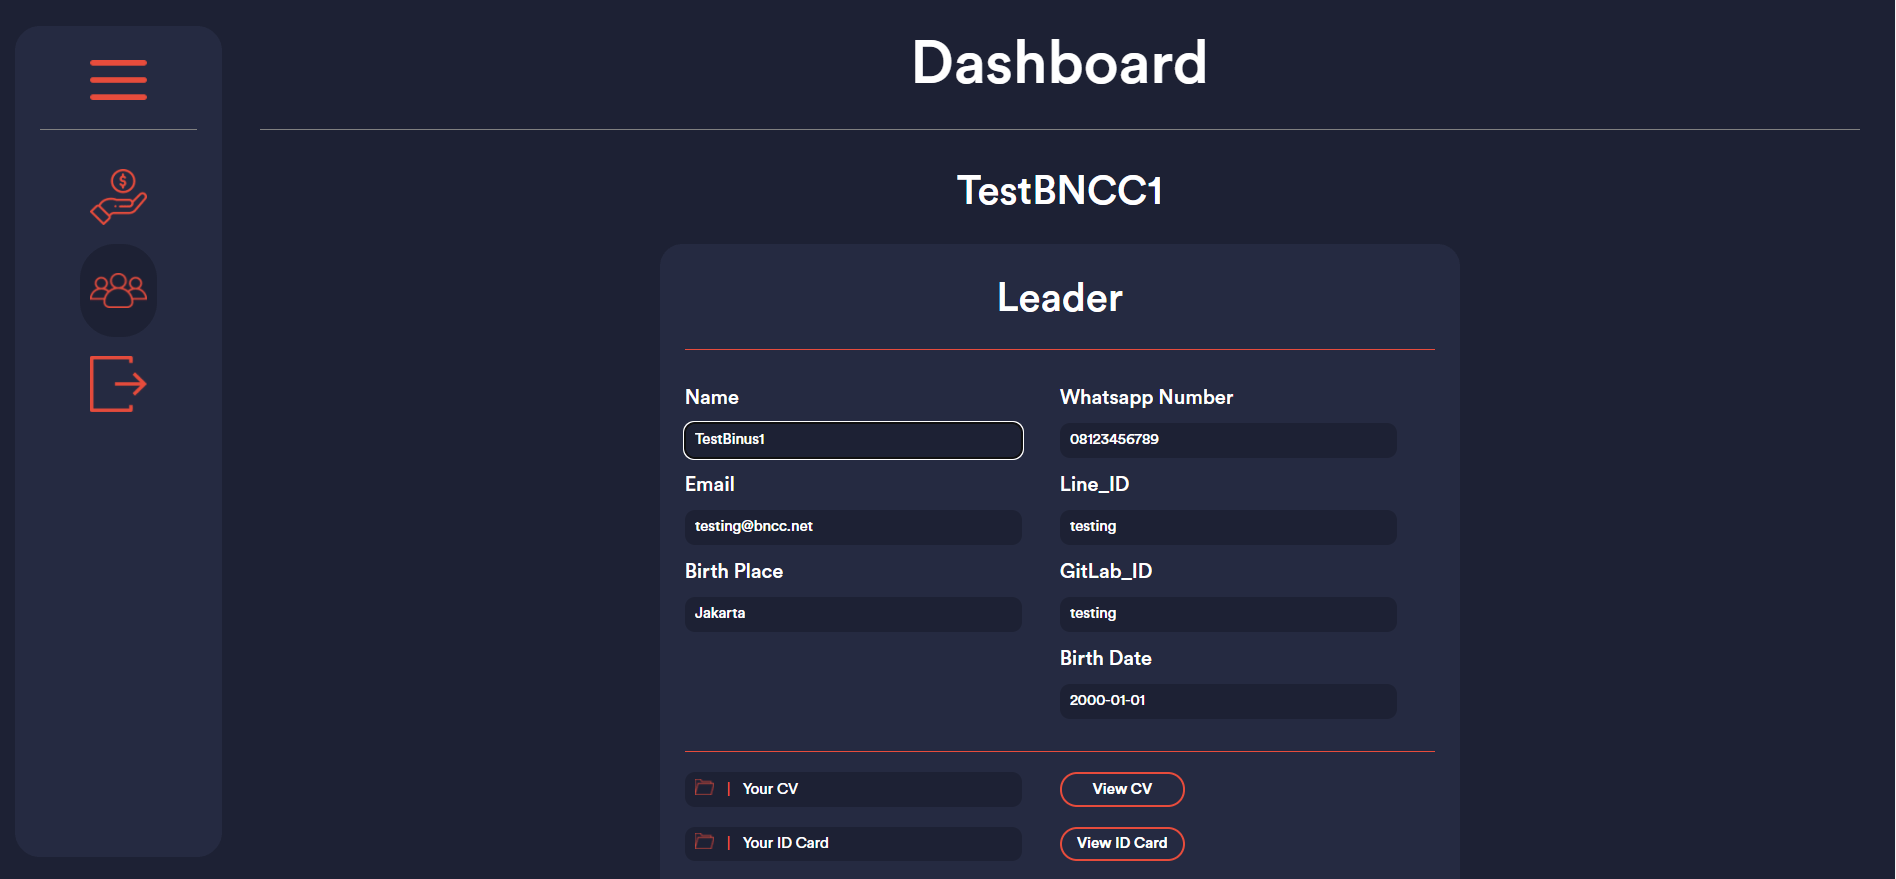 Dashboard
TestBNCC1
Leader
Name
Whatsapp Number
TestBinus1
08123456789
Email
Line_ID
testing@bncc.net
testing
Birth Place
GitLab_ID
Jakarta
testing
Birth Date
2000-01-01
| Your CV
View CV
| Your ID Card
View ID Card